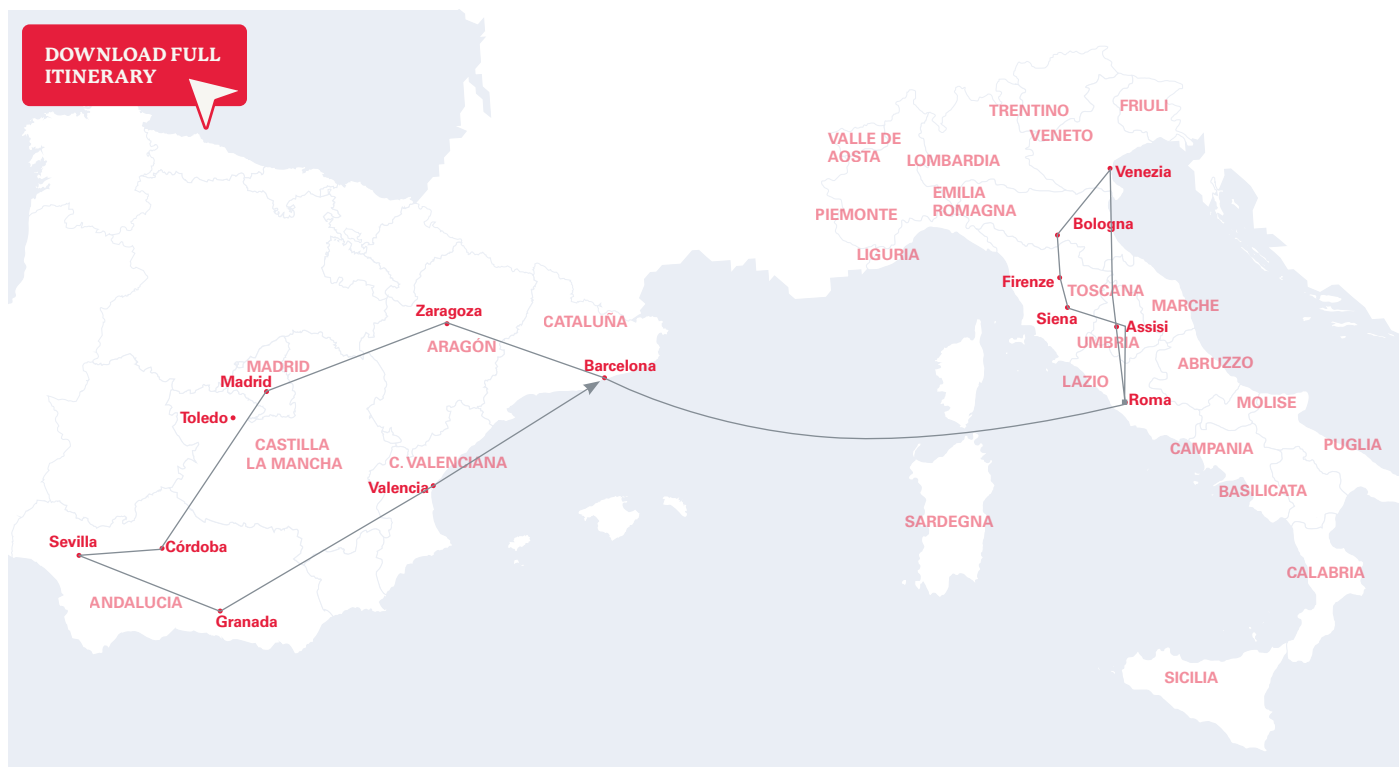 DOWNLOAD FULL
ITINERARY
TRENTINO
FRIULI
VENETO
VALLE DE
AOSTA
LOMBARDIA
Venezia
EMILIA
ROMAGNA
PIEMONTE
Bologna
LIGURIA
Firenze
TOSCANA
MARCHE
Siena
Assisi
UMBRIA
ABRUZZO
LAZIO
Roma
MOLISE
CAMPANIA
PUGLIA
BASILICATA
SARDEGNA
CALABRIA
SICILIA
Zaragoza
CATALUÑA
ARAGÓN
MADRID
Madrid
Barcelona
Toledo
CASTILLA
LA MANCHA
C. VALENCIANA
Valencia
Sevilla
Córdoba
ANDALUCIA
Granada